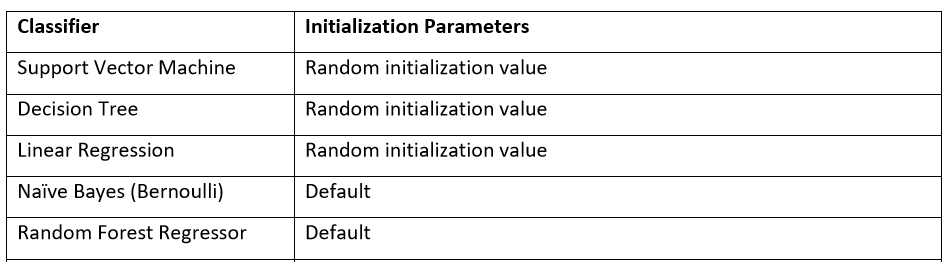 Classifier Initialization Parameters
Support Vector Machine Random initialization value
Decision Tree Random initialization value
Linear Regression Random initialization value
Naïve Bayes (Bernoulli) Default
Random Forest Regressor Default